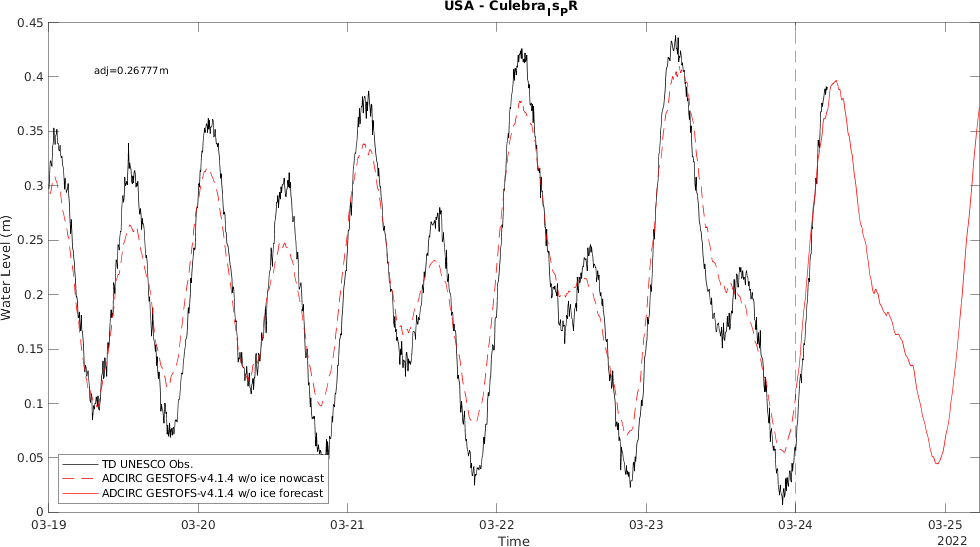 USA - Culebra_Is_PR
0.45
0.4
0.35
0.3
0.25
0.2
0.15
0.1
0.05
0
Water Level (m)
adj=0.26777m
TD UNESCO Obs.
ADCIRC GESTOFS-v4.1.4 w/o ice nowcast
ADCIRC GESTOFS-v4.1.4 w/o ice forecast
03-19 03-20 03-21 03-22 03-23 03-24 03-25
Time
2022